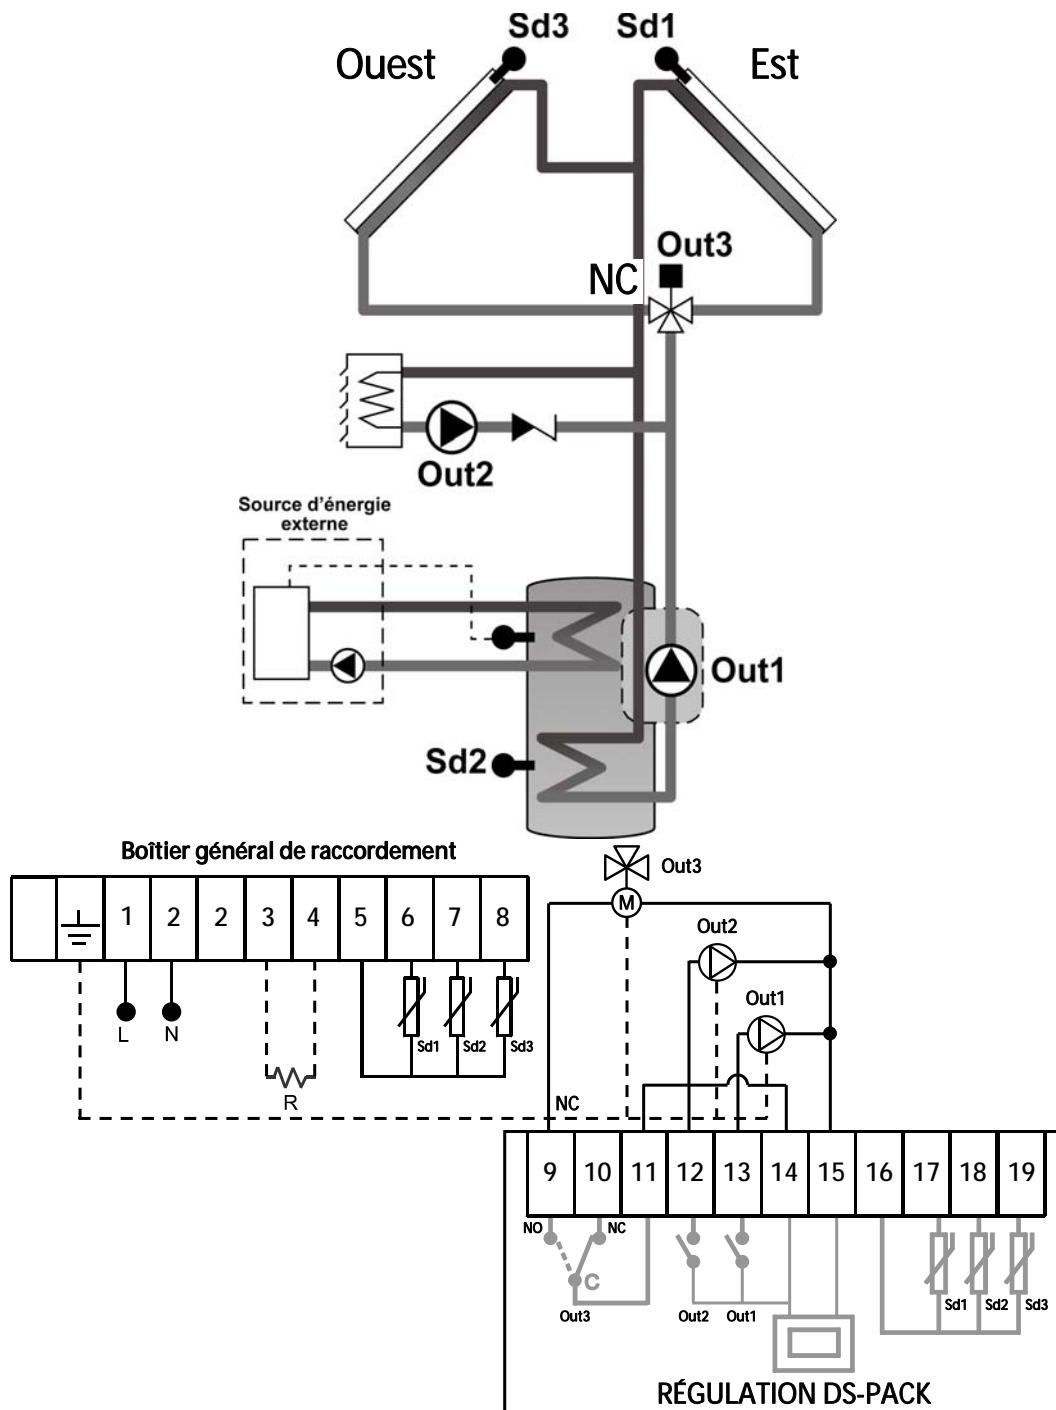 Sd3 Sd1
Ouest Est
Out3
NC
Out2
Source d'énergie
externe
Out1
Sd2
Boîtier général de raccordement
Out3
1 2 2 3 4 5 6 7 8
M
Out2
Out1
L N
Sd1 Sd2 Sd3
R
NC
9 10 11 12 13 14 15 16 17 18 19
NO NC
C
Out3 Out2 Out1
Sd1 Sd2 Sd3
RÉGULATION DS-PACK